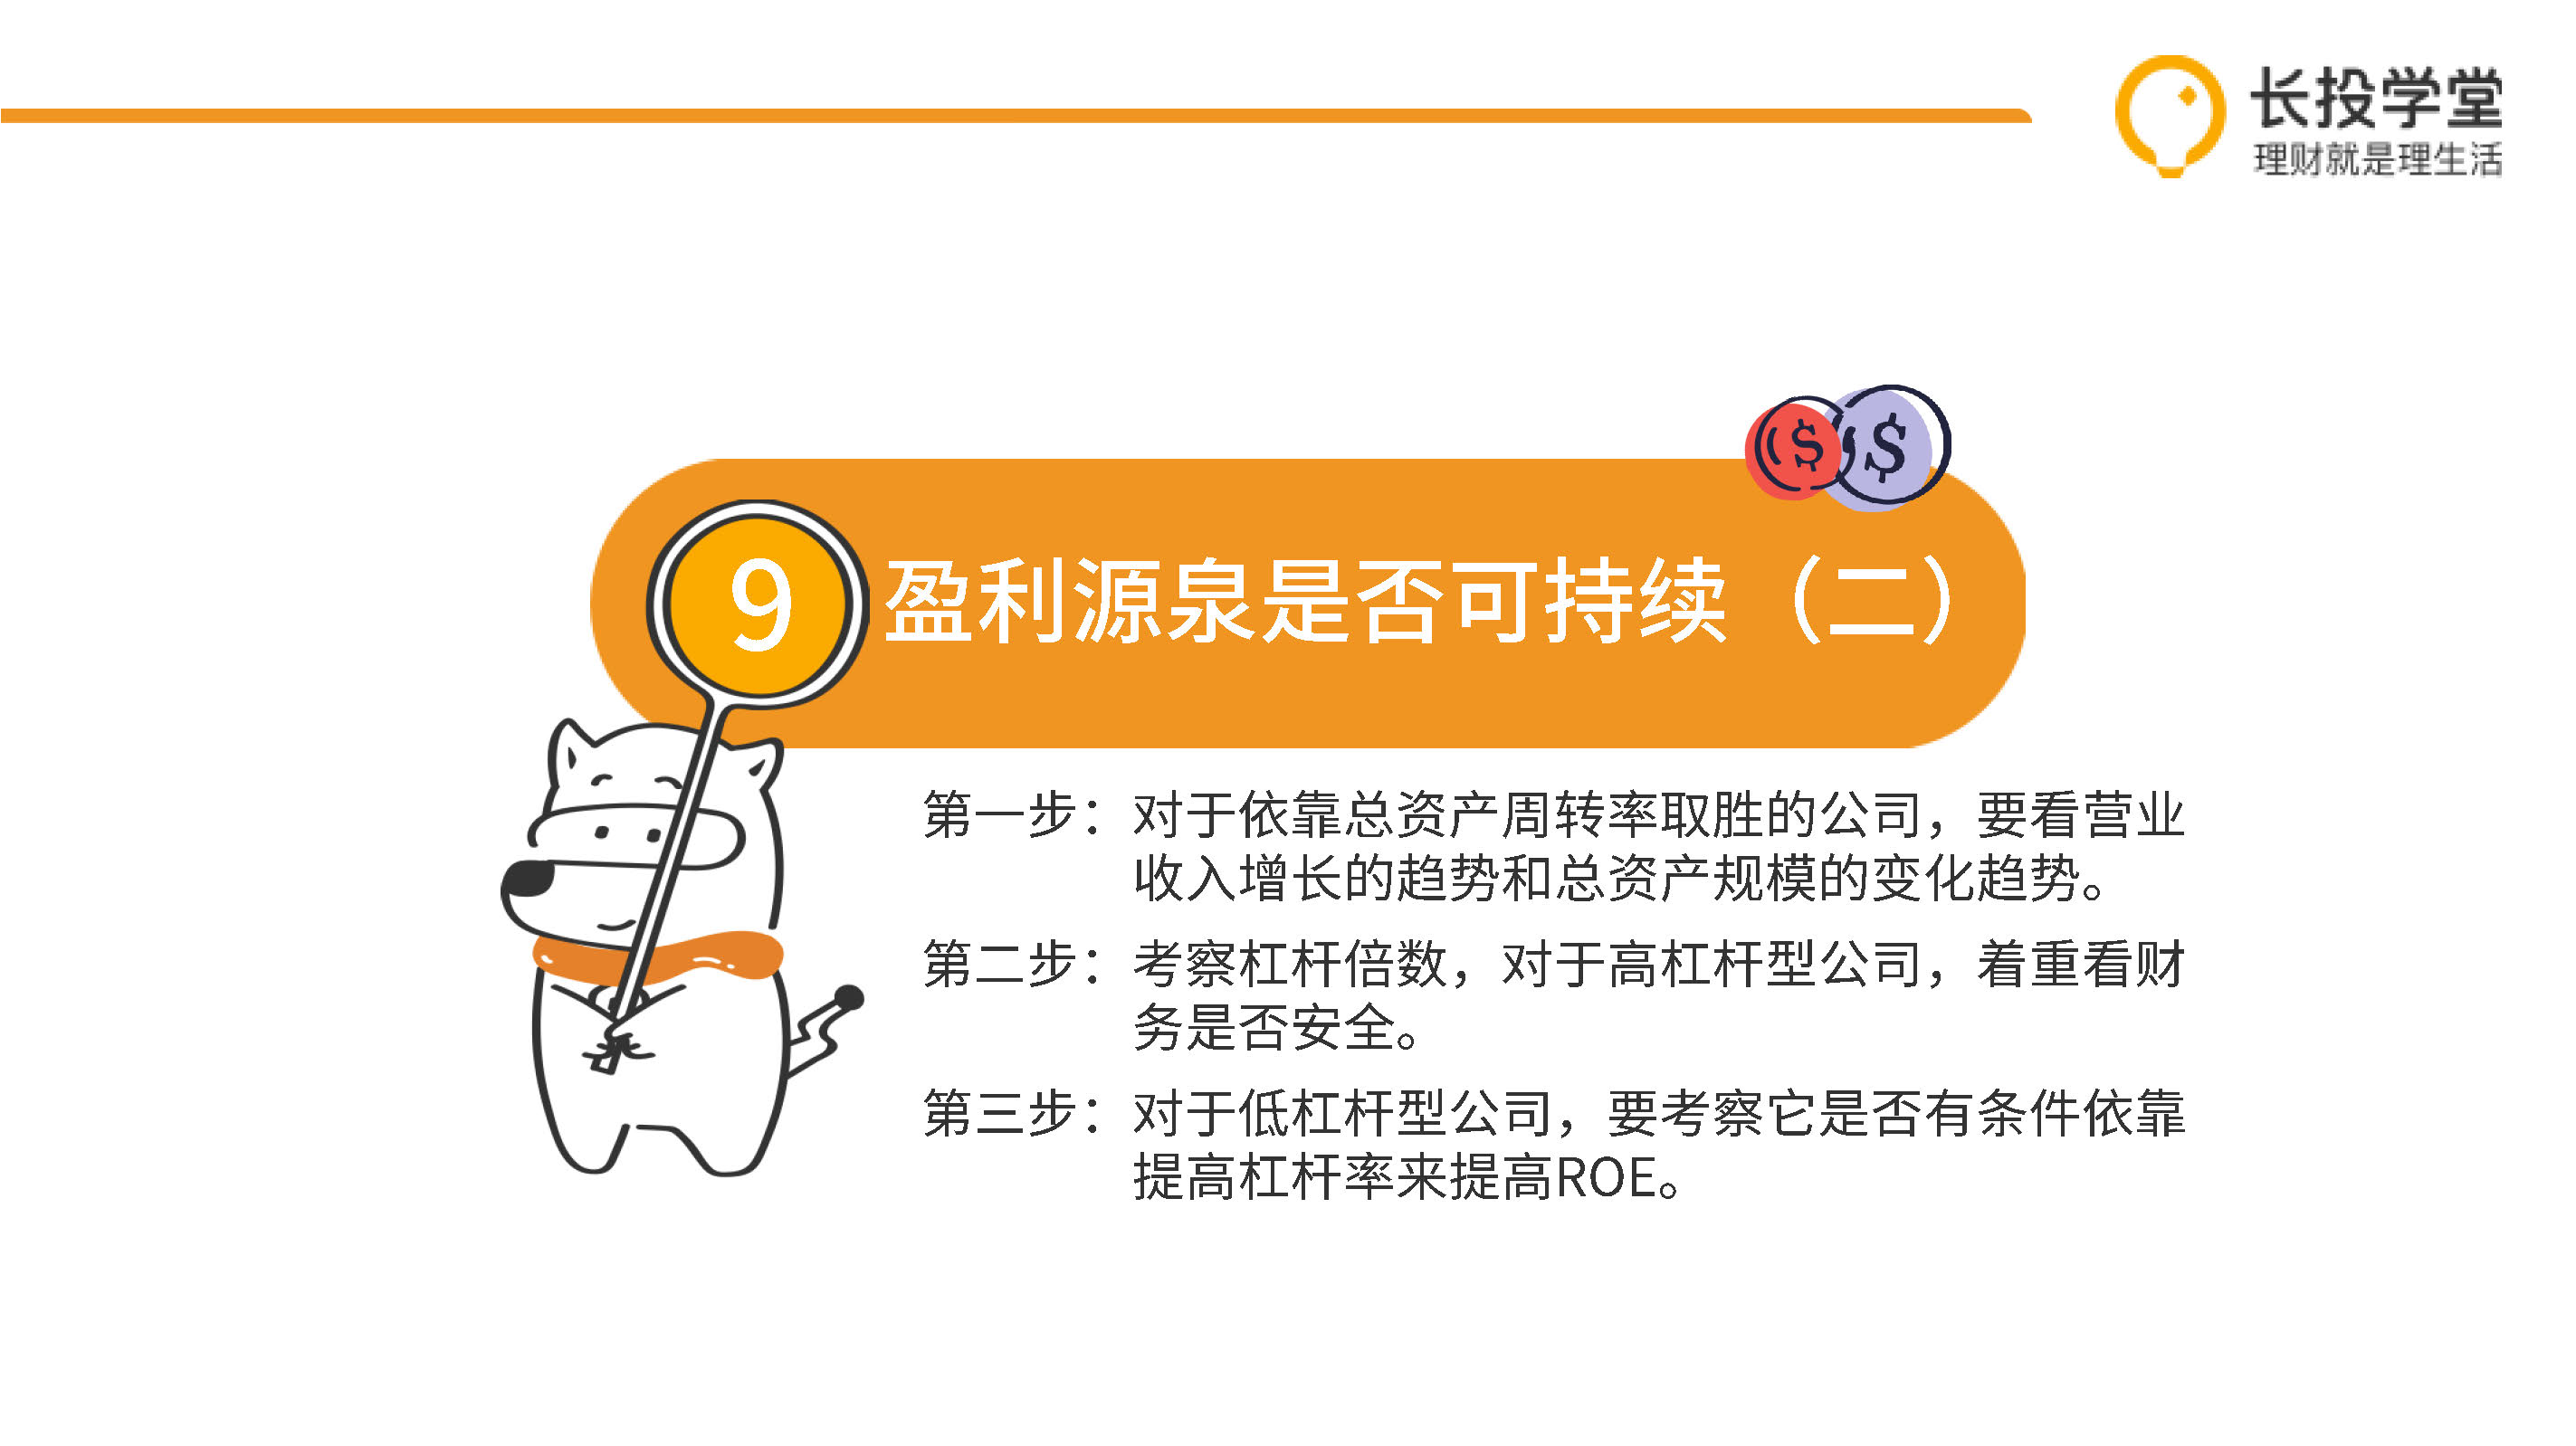 长投学堂
理财就是理生活
$ $
9 盈利源泉是否可持续（二）
第一步：对于依靠总资产周转率取胜的公司，要看营业
收入增长的趋势和总资产规模的变化趋势。
第二步：考察杠杆倍数，对于高杠杆型公司，着重看财
务是否安全。
第三步：对于低杠杆型公司，要考察它是否有条件依靠
提高杠杆率来提高ROE。